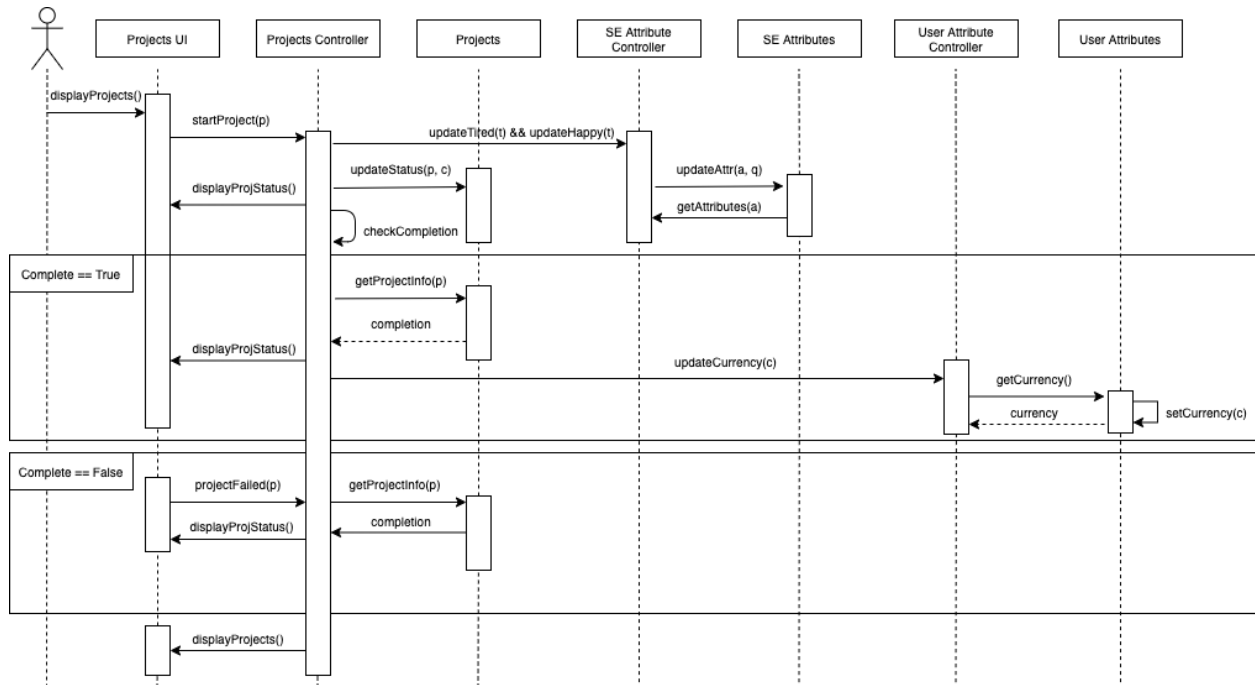 Projects UI
Projects Controller
Projects
SE Attribute
Controller
SE Attributes
User Attribute
Controller
User Attributes
displayProjects()
startProject(p)
updateTired(t) && updateHappy(t)
updateStatus(p, c)
updateAttr(a, q)
displayProjStatus()
getAttributes(a)
checkCompletion
Complete == True
getProjectInfo(p)
completion
displayProjStatus()
updateCurrency(c)
getCurrency()
currency
setCurrency(c)
Complete == False
projectFailed(p)
getProjectInfo(p)
displayProjStatus()
completion
displayProjects()